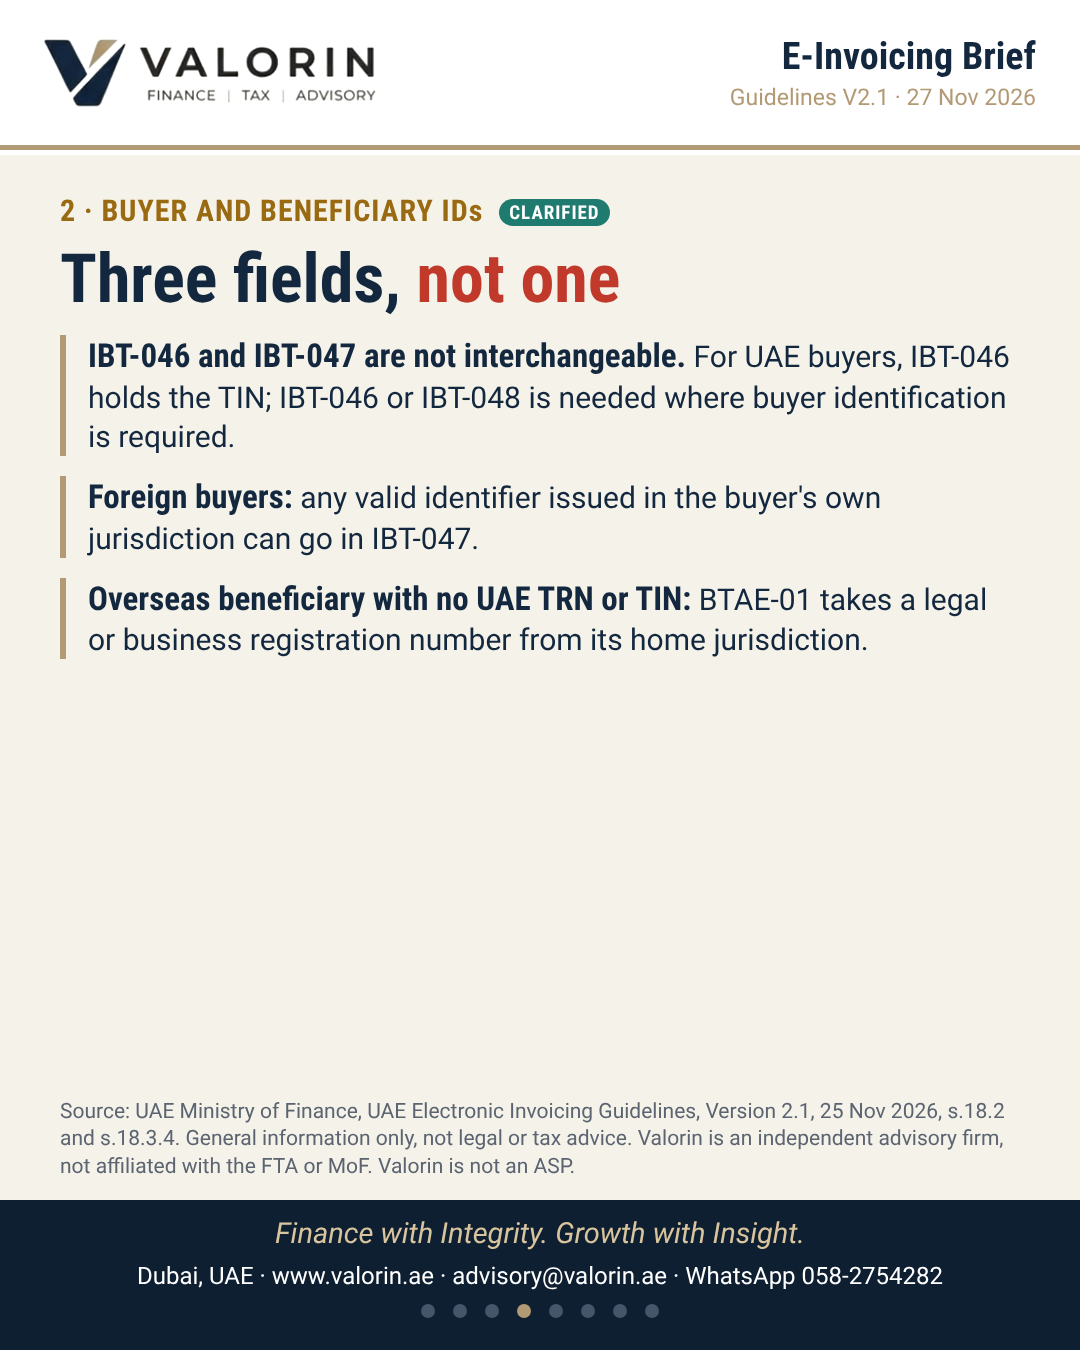 VALORIN
FINANCE | TAX | ADVISORY
E-Invoicing Brief
Guidelines V2.1 · 27 Nov 2026
2 · BUYER AND BENEFICIARY IDs CLARIFIED
Three fields, not one
IBT-046 and IBT-047 are not interchangeable. For UAE buyers, IBT-046
holds the TIN; IBT-046 or IBT-048 is needed where buyer identification
is required.
Foreign buyers: any valid identifier issued in the buyer's own
jurisdiction can go in IBT-047.
Overseas beneficiary with no UAE TRN or TIN: BTAE-01 takes a legal
or business registration number from its home jurisdiction.
Source: UAE Ministry of Finance, UAE Electronic Invoicing Guidelines, Version 2.1, 25 Nov 2026, s.18.2
and s.18.3.4. General information only, not legal or tax advice. Valorin is an independent advisory firm,
not affiliated with the FTA or MoF. Valorin is not an ASP.
Finance with Integrity. Growth with Insight.
Dubai, UAE · www.valorin.ae · advisory@valorin.ae · WhatsApp 058-2754282